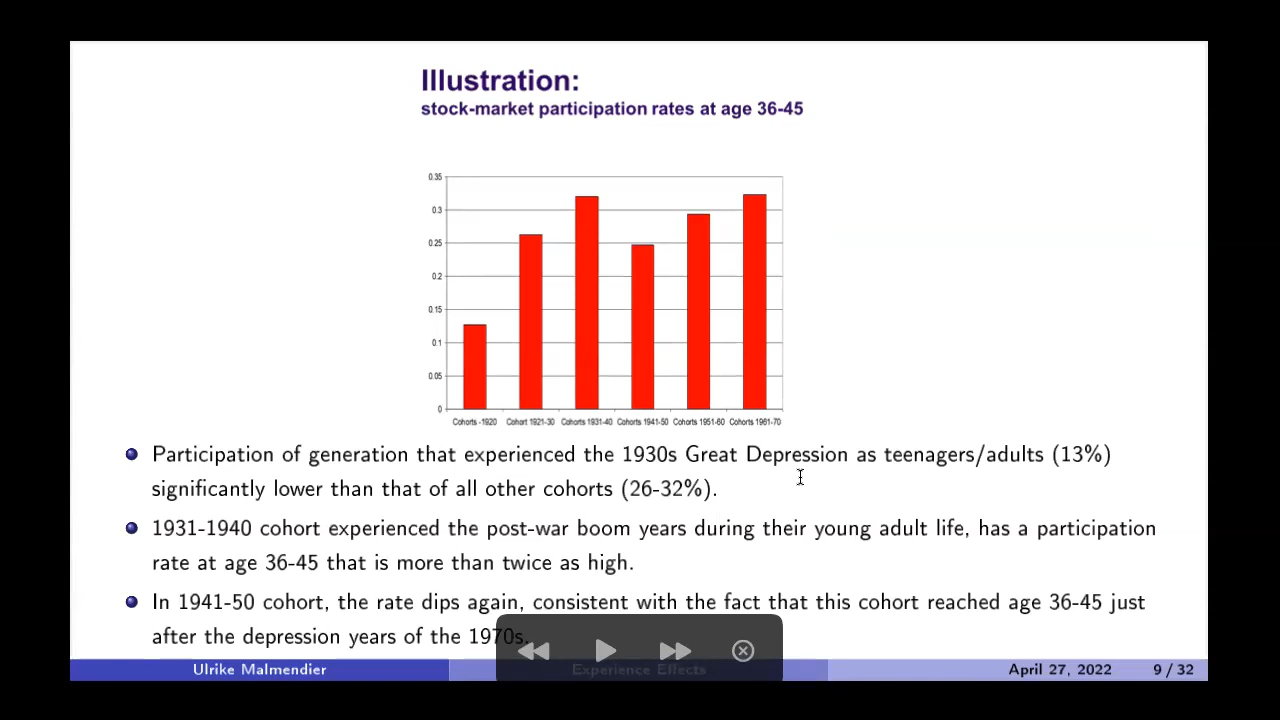 Illustration:
stock-market participation rates at age 36-45
0.35
0.3
0.25
0.2
0.15
0.1
0.05
0
Cohorts -1920 Cohort 1921-30 Cohorts 1931-40 Cohorts 1941-50 Cohorts 1951-60 Cohorts 1961-70
Participation of generation that experienced the 1930s Great Depression as teenagers/adults (13%)
significantly lower than that of all other cohorts (26-32%).
1931-1940 cohort experienced the post-war boom years during their young adult life, has a participation
rate at age 36-45 that is more than twice as high.
In 1941-50 cohort, the rate dips again, consistent with the fact that this cohort reached age 36-45 just
after the depression years of the 1970s.
Ulrike Malmendier Experience Effects April 27, 2022 9 / 32